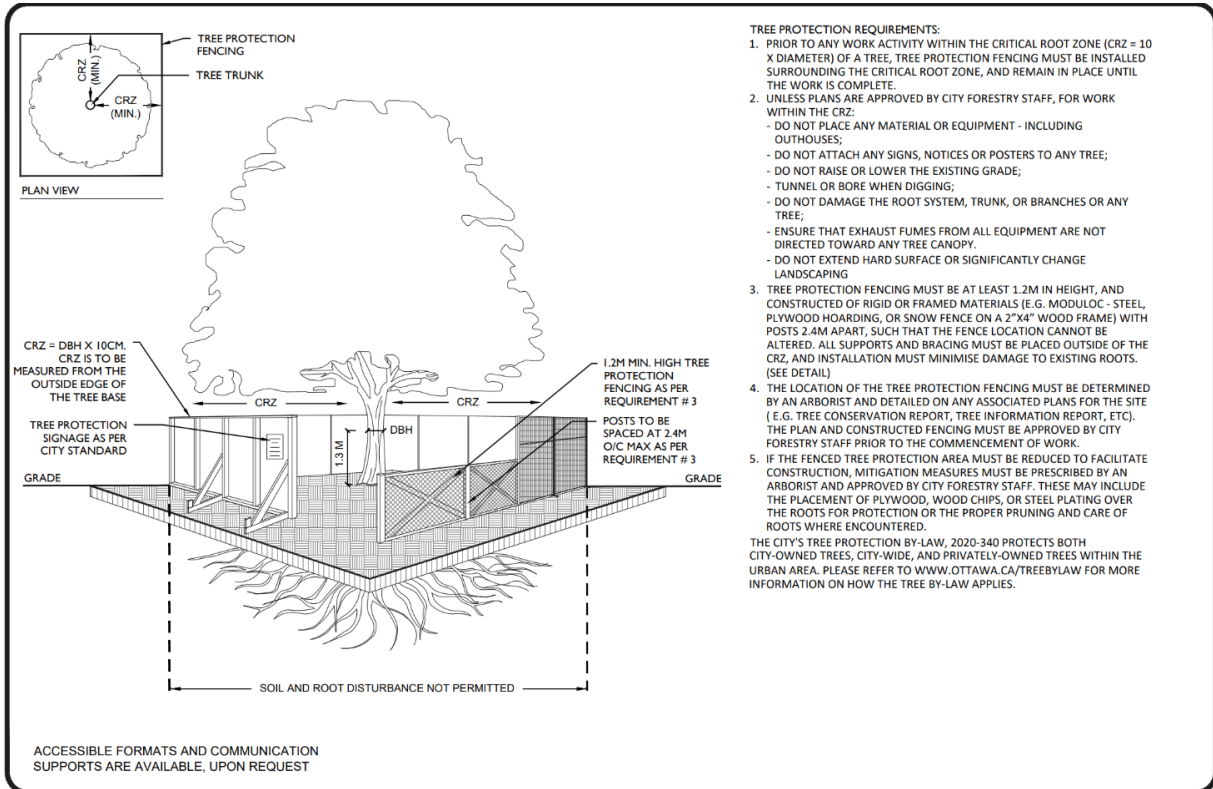 TREE PROTECTION
FENCING
TREE TRUNK
CRZ
(MIN.)
CRZ
(MIN.)
PLAN VIEW
CRZ = DBH X 10CM.
CRZ IS TO BE
MEASURED FROM THE
OUTSIDE EDGE OF
THE TREE BASE
TREE PROTECTION
SIGNAGE AS PER
CITY STANDARD
GRADE
CRZ
CRZ
DBH
1.3 M
1.2M MIN. HIGH TREE
PROTECTION
FENCING AS PER
REQUIREMENT # 3
POSTS TO BE
SPACED AT 2.4M
O/C MAX AS PER
REQUIREMENT # 3
GRADE
SOIL AND ROOT DISTURBANCE NOT PERMITTED
ACCESSIBLE FORMATS AND COMMUNICATION
SUPPORTS ARE AVAILABLE, UPON REQUEST
TREE PROTECTION REQUIREMENTS:
1. PRIOR TO ANY WORK ACTIVITY WITHIN THE CRITICAL ROOT ZONE (CRZ = 10
X DIAMETER) OF A TREE, TREE PROTECTION FENCING MUST BE INSTALLED
SURROUNDING THE CRITICAL ROOT ZONE, AND REMAIN IN PLACE UNTIL
THE WORK IS COMPLETE.
2. UNLESS PLANS ARE APPROVED BY CITY FORESTRY STAFF, FOR WORK
WITHIN THE CRZ:
- DO NOT PLACE ANY MATERIAL OR EQUIPMENT - INCLUDING
OUTHOUSES;
- DO NOT ATTACH ANY SIGNS, NOTICES OR POSTERS TO ANY TREE;
- DO NOT RAISE OR LOWER THE EXISTING GRADE;
- TUNNEL OR BORE WHEN DIGGING;
- DO NOT DAMAGE THE ROOT SYSTEM, TRUNK, OR BRANCHES OR ANY
TREE;
- ENSURE THAT EXHAUST FUMES FROM ALL EQUIPMENT ARE NOT
DIRECTED TOWARD ANY TREE CANOPY.
- DO NOT EXTEND HARD SURFACE OR SIGNIFICANTLY CHANGE
LANDSCAPING
3. TREE PROTECTION FENCING MUST BE AT LEAST 1.2M IN HEIGHT, AND
CONSTRUCTED OF RIGID OR FRAMED MATERIALS (E.G. MODULOC - STEEL,
PLYWOOD HOARDING, OR SNOW FENCE ON A 2"X4" WOOD FRAME) WITH
POSTS 2.4M APART, SUCH THAT THE FENCE LOCATION CANNOT BE
ALTERED. ALL SUPPORTS AND BRACING MUST BE PLACED OUTSIDE OF THE
CRZ, AND INSTALLATION MUST MINIMISE DAMAGE TO EXISTING ROOTS.
(SEE DETAIL)
4. THE LOCATION OF THE TREE PROTECTION FENCING MUST BE DETERMINED
BY AN ARBORIST AND DETAILED ON ANY ASSOCIATED PLANS FOR THE SITE
( E.G. TREE CONSERVATION REPORT, TREE INFORMATION REPORT, ETC).
THE PLAN AND CONSTRUCTED FENCING MUST BE APPROVED BY CITY
FORESTRY STAFF PRIOR TO THE COMMENCEMENT OF WORK.
5. IF THE FENCED TREE PROTECTION AREA MUST BE REDUCED TO FACILITATE
CONSTRUCTION, MITIGATION MEASURES MUST BE PRESCRIBED BY AN
ARBORIST AND APPROVED BY CITY FORESTRY STAFF. THESE MAY INCLUDE
THE PLACEMENT OF PLYWOOD, WOOD CHIPS, OR STEEL PLATING OVER
THE ROOTS FOR PROTECTION OR THE PROPER PRUNING AND CARE OF
ROOTS WHERE ENCOUNTERED.
THE CITY'S TREE PROTECTION BY-LAW, 2020-340 PROTECTS BOTH
CITY-OWNED TREES, CITY-WIDE, AND PRIVATELY-OWNED TREES WITHIN THE
URBAN AREA. PLEASE REFER TO WWW.OTTAWA.CA/TREEBYLAW FOR MORE
INFORMATION ON HOW THE TREE BY-LAW APPLIES.